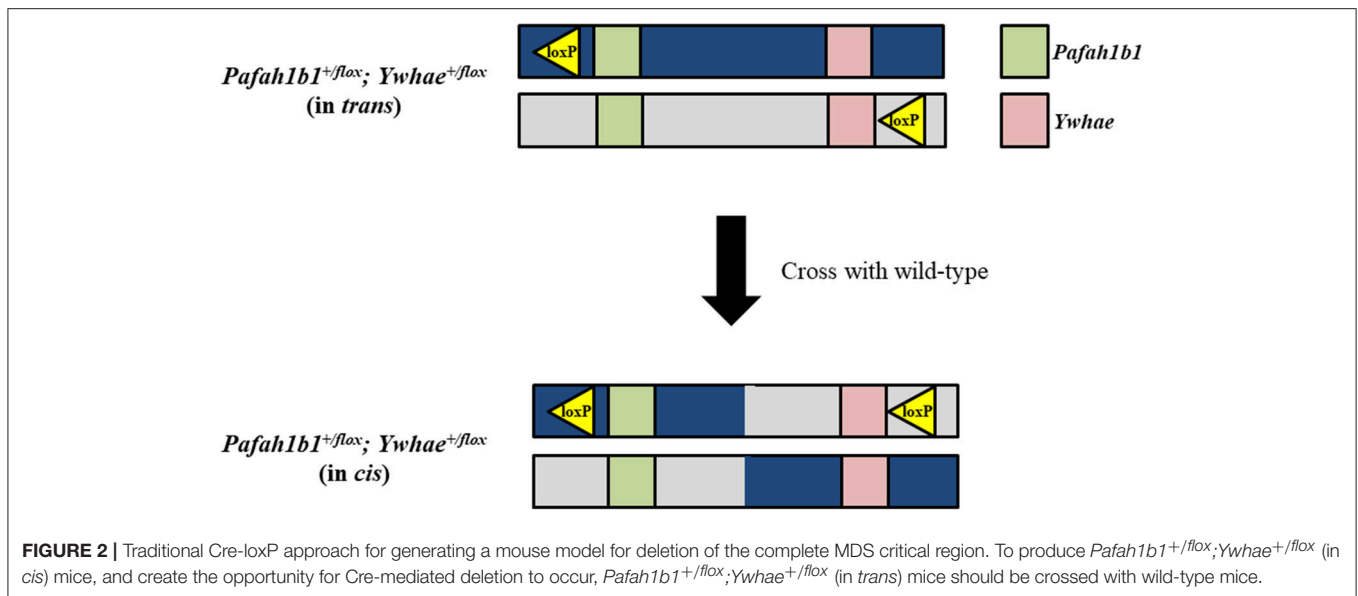 Pafah1b1+/flox; Ywhae+/flox
(in trans)
loxP
loxP
Pafah1b1
Ywhae
Cross with wild-type
Pafah1b1+/flox; Ywhae+/flox
(in cis)
loxP
loxP
FIGURE 2 | Traditional Cre-loxP approach for generating a mouse model for deletion of the complete MDS critical region. To produce Pafah1b1+/flox;Ywhae+/flox (in
cis) mice, and create the opportunity for Cre-mediated deletion to occur, Pafah1b1+/flox;Ywhae+/flox (in trans) mice should be crossed with wild-type mice.